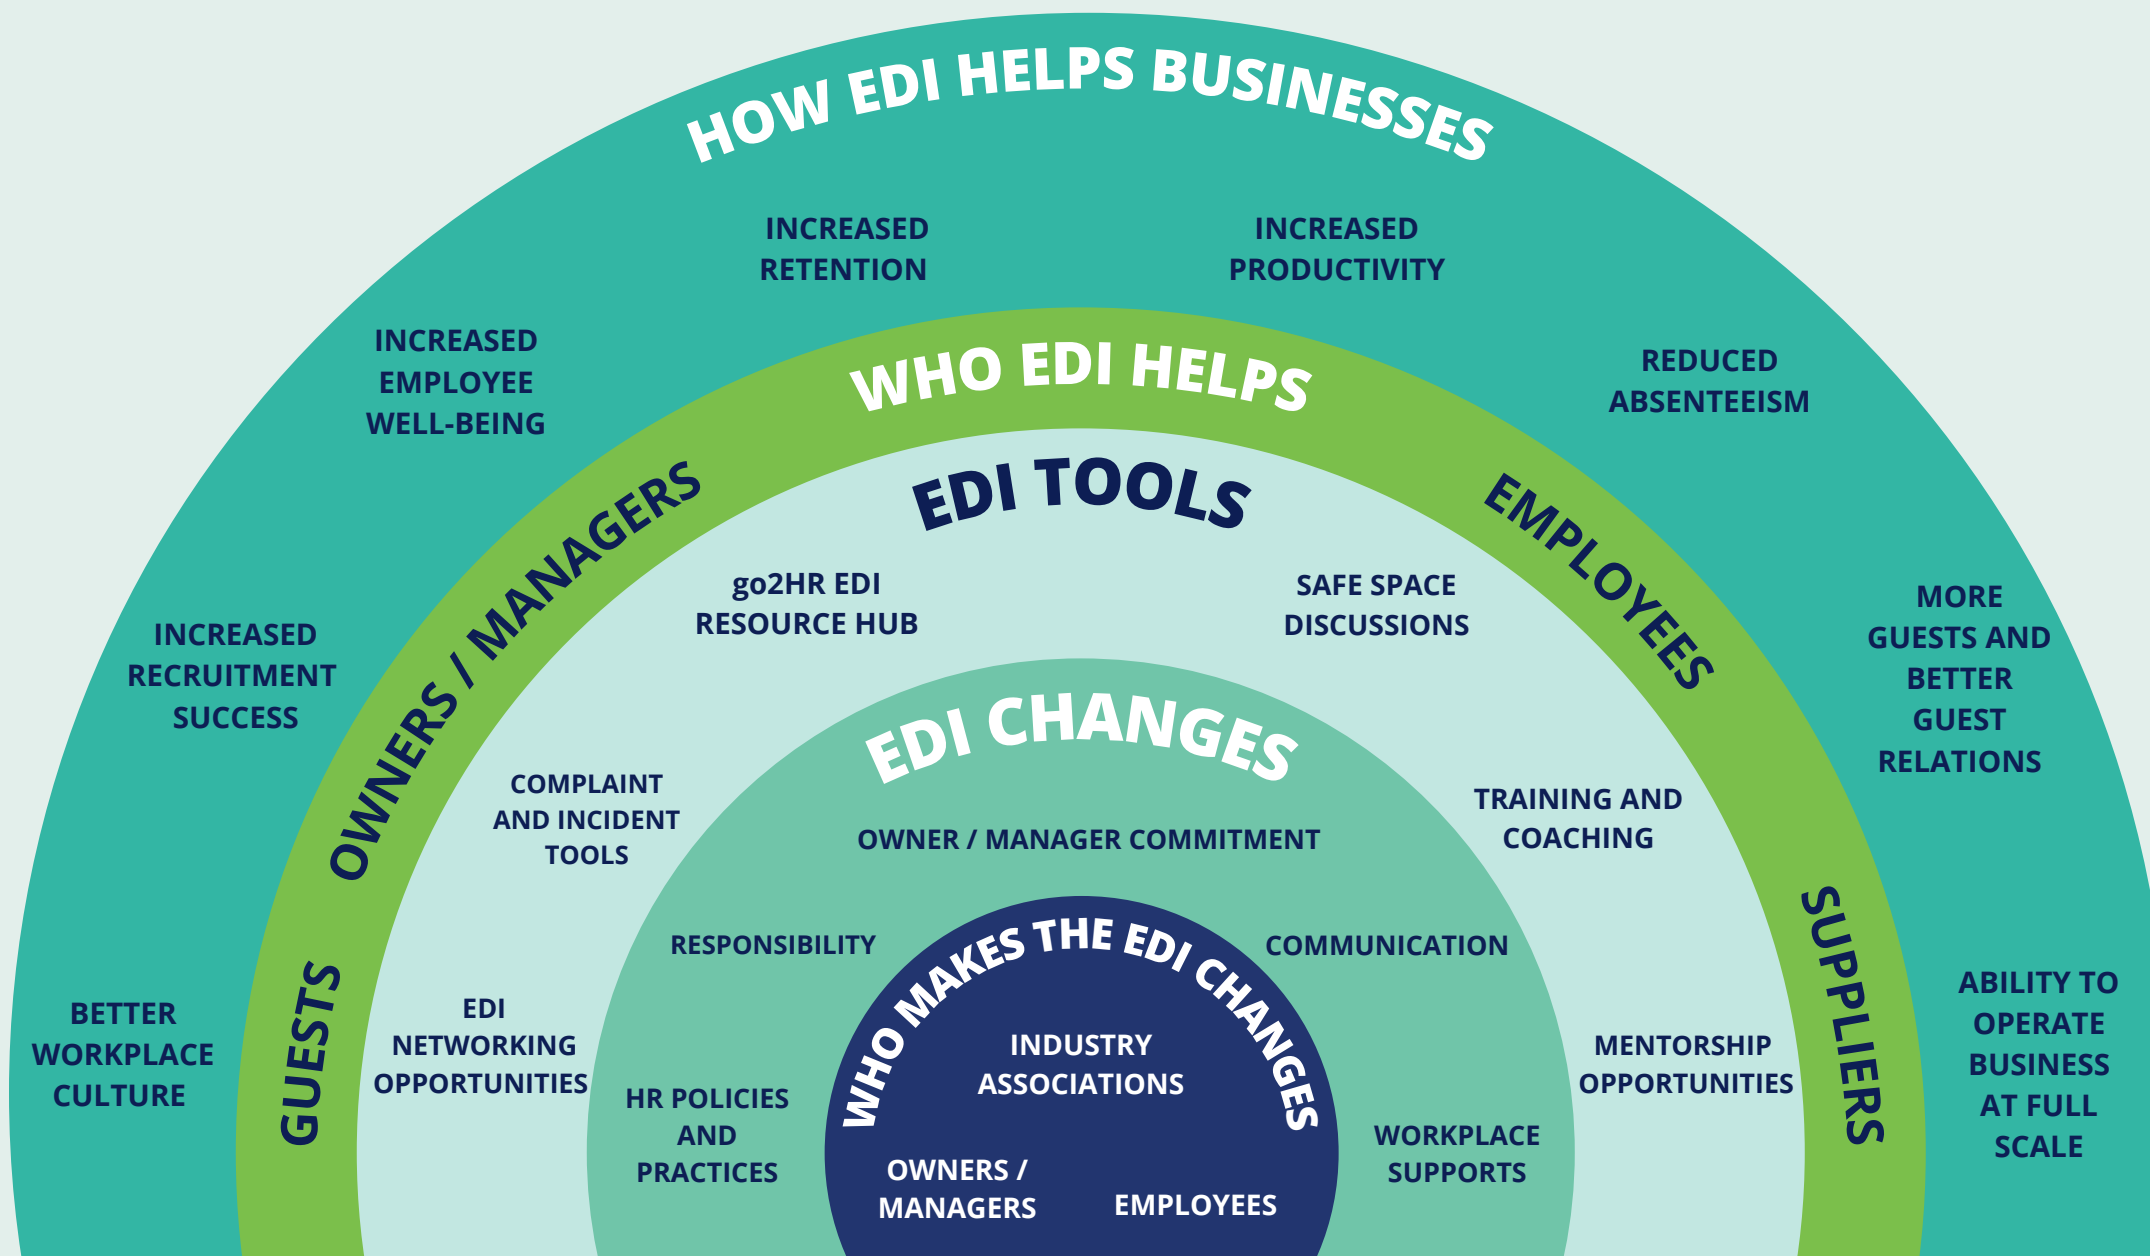 HOW EDI HELPS BUSINESSES
INCREASED
RETENTION
INCREASED
PRODUCTIVITY
INCREASED
EMPLOYEE
WELL-BEING
REDUCED
ABSENTEEISM
INCREASED
RECRUITMENT
SUCCESS
MORE
GUESTS AND
BETTER
GUEST
RELATIONS
BETTER
WORKPLACE
CULTURE
ABILITY TO
OPERATE
BUSINESS
AT FULL
SCALE
WHO EDI HELPS
OWNERS / MANAGERS
EMPLOYEES
GUESTS
SUPPLIERS
EDI TOOLS
go2HR EDI
RESOURCE HUB
SAFE SPACE
DISCUSSIONS
COMPLAINT
AND INCIDENT
TOOLS
TRAINING AND
COACHING
EDI
NETWORKING
OPPORTUNITIES
MENTORSHIP
OPPORTUNITIES
EDI CHANGES
OWNER / MANAGER COMMITMENT
RESPONSIBILITY
COMMUNICATION
HR POLICIES
AND
PRACTICES
WORKPLACE
SUPPORTS
WHO MAKES THE EDI CHANGES
INDUSTRY
ASSOCIATIONS
OWNERS /
MANAGERS
EMPLOYEES